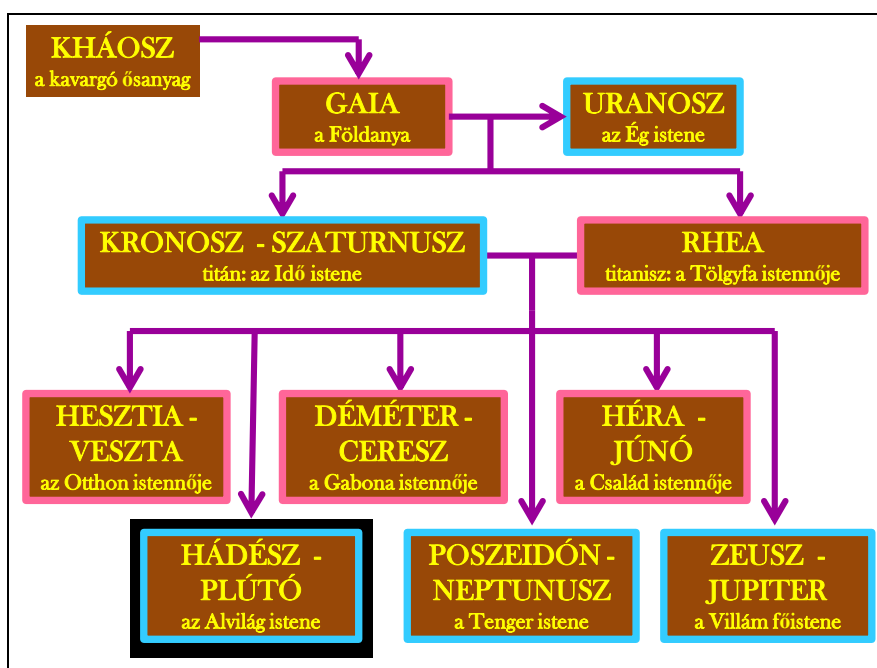 KHÁOSZ
a kavargó ősanyag
GAIA
a Földanya
URANOSZ
az Ég istene
KRONOSZ - SZATURNUSZ
titán: az Idő istene
RHEA
titanisz: a Tölgyfa istennője
HESZTIA -
VESZTA
az Otthon istennője
DÉMÉTER -
CERESZ
a Gabona istennője
HÉRA -
JÚNÓ
a Család istennője
HÁDÉSZ -
PLÚTÓ
az Alvilág istene
POSZEIDÓN -
NEPTUNUSZ
a Tenger istene
ZEUSZ -
JUPITER
a Villám főistene